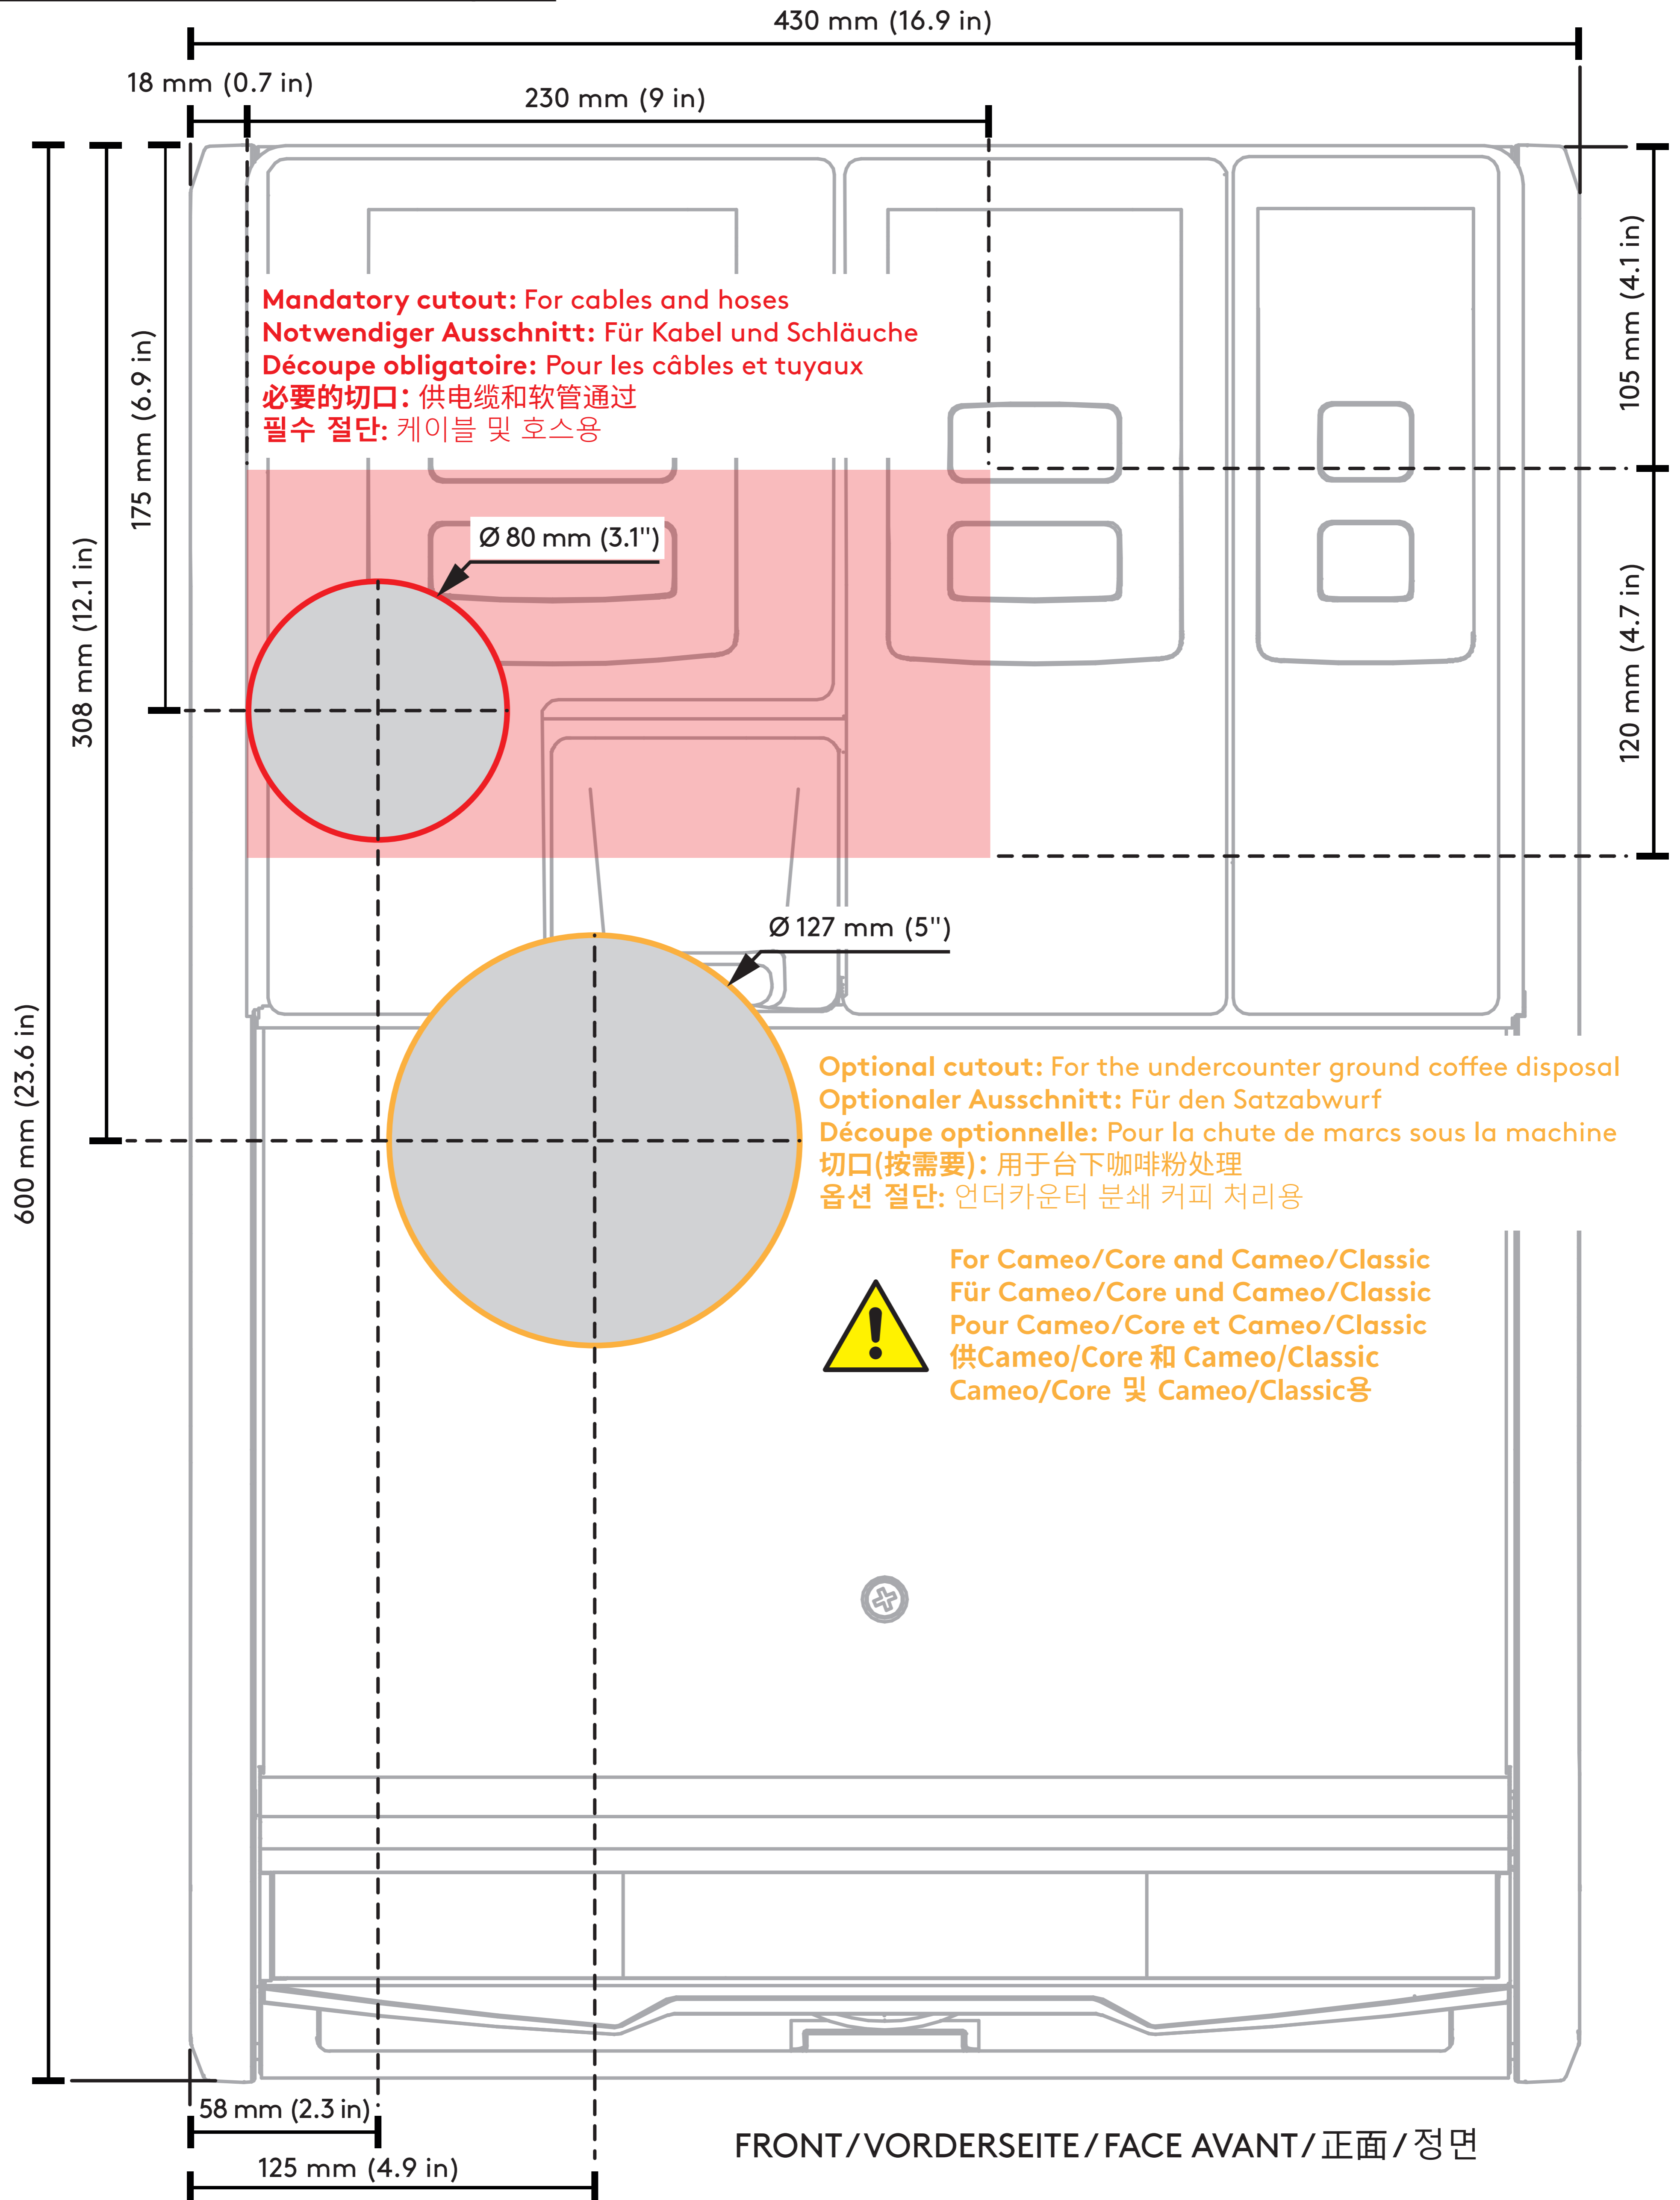 430 mm (16.9 in)
18 mm (0.7 in)
230 mm (9 in)
105 mm (4.1 in)
Mandatory cutout: For cables and hoses
Notwendiger Ausschnitt: Für Kabel und Schläuche
Découpe obligatoire: Pour les câbles et tuyaux
必要的切口: 供电缆和软管通过
필수 절단: 케이블 및 호스용
175 mm (6.9 in)
Ø 80 mm (3.1")
308 mm (12.1 in)
120 mm (4.7 in)
Ø 127 mm (5")
600 mm (23.6 in)
Optional cutout: For the undercounter ground coffee disposal
Optionaler Ausschnitt: Für den Satzabwurf
Découpe optionnelle: Pour la chute de marcs sous la machine
切口(按需要): 用于台下咖啡粉处理
옵션 절단: 언더카운터 분쇄 커피 처리용
For Cameo/Core and Cameo/Classic
Für Cameo/Core und Cameo/Classic
Pour Cameo/Core et Cameo/Classic
供Cameo/Core 和 Cameo/Classic
Cameo/Core 및 Cameo/Classic용
58 mm (2.3 in)
125 mm (4.9 in)
FRONT/VORDERSEITE/FACE AVANT/正面/정면